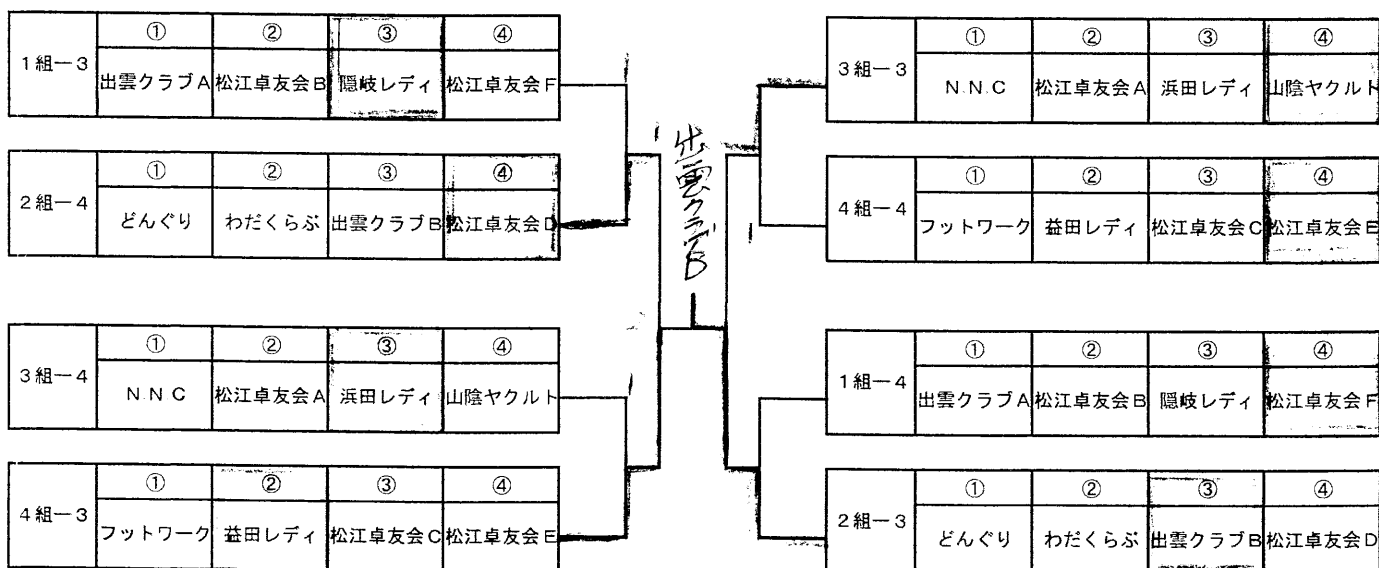 ① ② ③ ④
1組ー3 出雲クラブA 松江卓友会B 隠岐レディ 松江卓友会F
① ② ③ ④
2組ー4 どんぐり わだくらぶ 出雲クラブB 松江卓友会D
① ② ③ ④
3組ー4 N.N.C 松江卓友会A 浜田レディ 山陰ヤクルト
① ② ③ ④
4組ー3 フットワーク 益田レディ 松江卓友会C 松江卓友会E
出雲クラブB
① ② ③ ④
3組ー3 N.N.C 松江卓友会A 浜田レディ 山陰ヤクルト
① ② ③ ④
4組ー4 フットワーク 益田レディ 松江卓友会C 松江卓友会E
① ② ③ ④
1組ー4 出雲クラブA 松江卓友会B 隠岐レディ 松江卓友会F
① ② ③ ④
2組ー3 どんぐり わだくらぶ 出雲クラブB 松江卓友会D